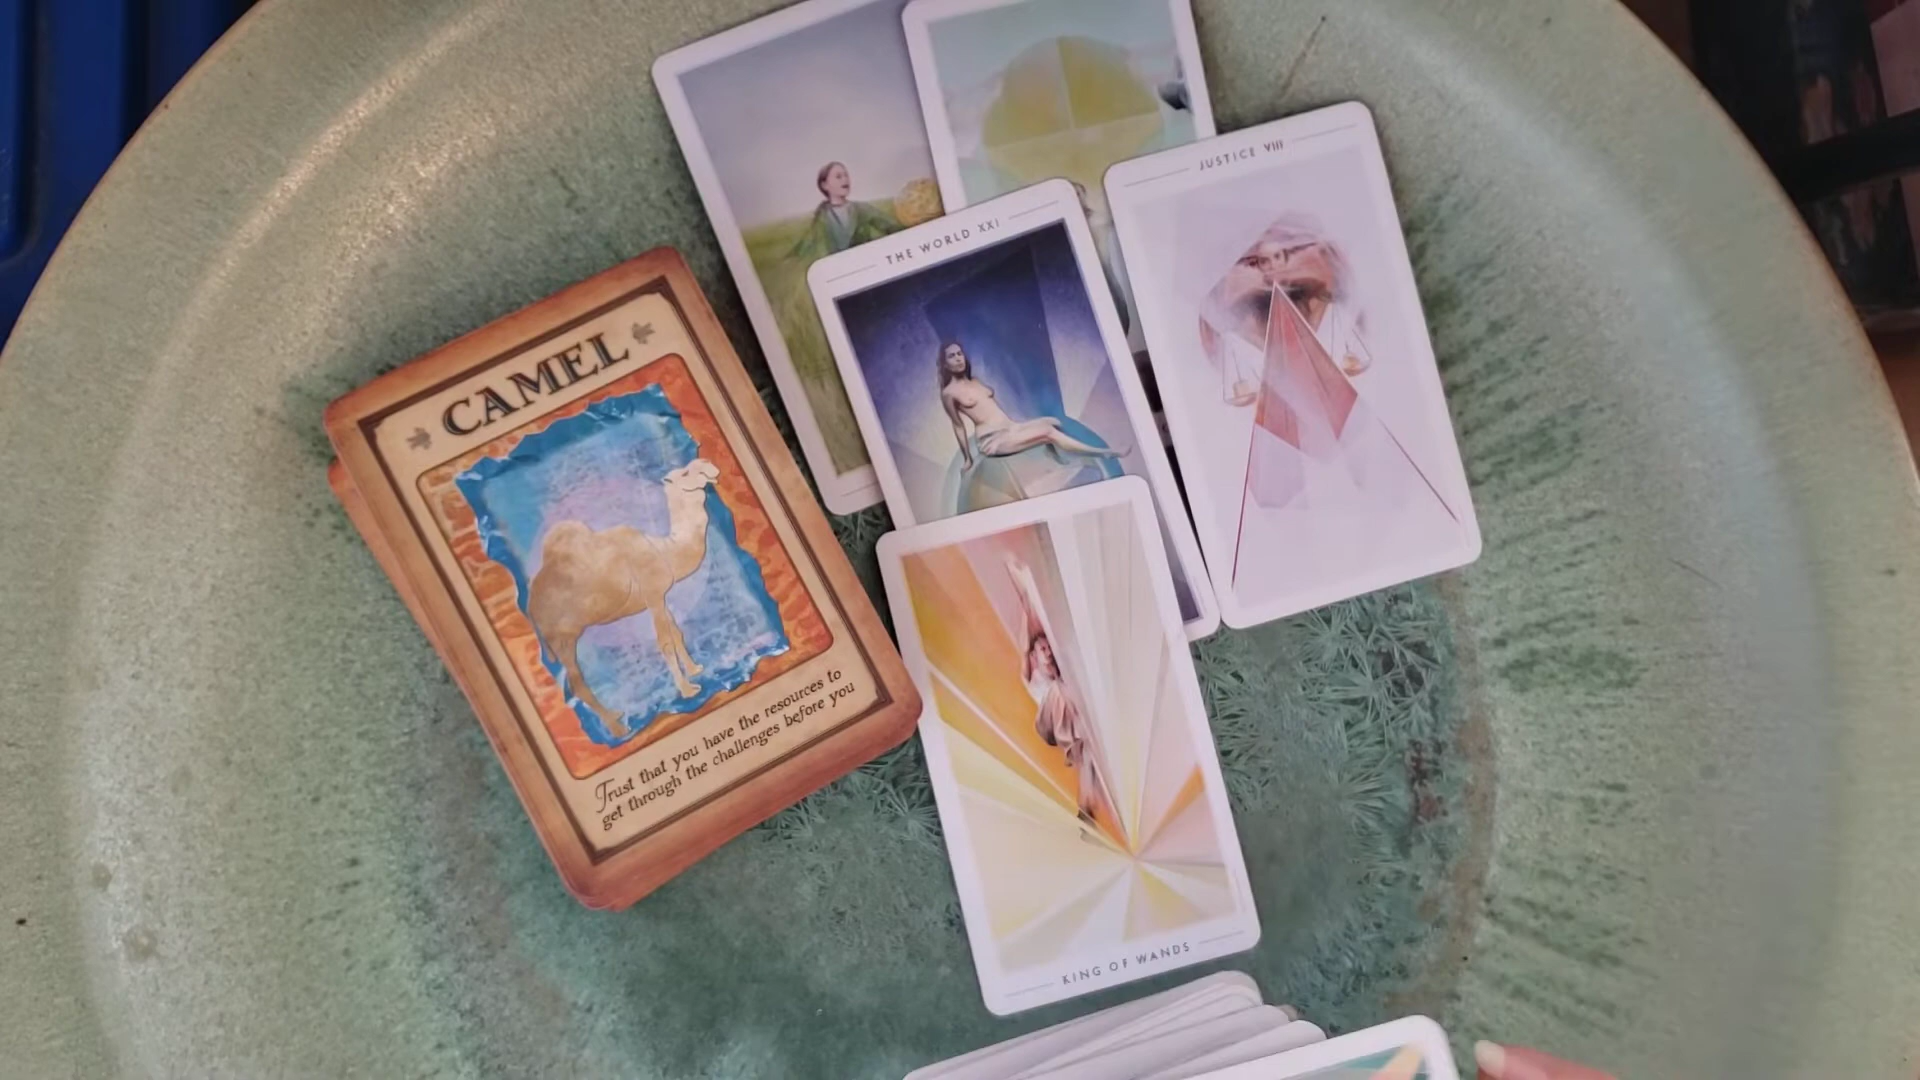 JUSTICE VIII
THE WORLD XXI
CAMEL
Trust that you have the resources to
get through the challenges before you
KING OF WANDS